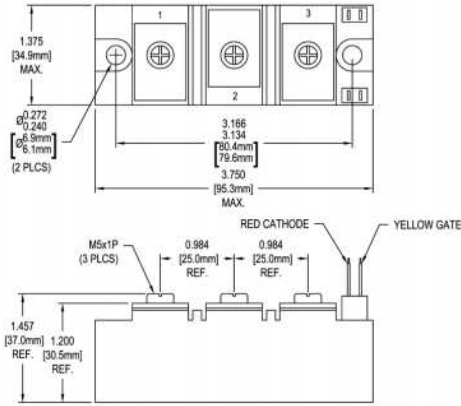 1.375
[34.9mm]
MAX.
1
2
3
Ø0.272
0.240
[Ø6.9mm
6.1mm]
(2 PLCS)
3.166
3.134
[80.4mm
79.6mm]
3.750
[95.3mm]
MAX.
RED CATHODE
YELLOW GATE
M5x1P
(3 PLCS)
0.984
[25.0mm]
REF.
0.984
[25.0mm]
REF.
1.457
[37.0mm]
REF.
1.200
[30.5mm]
REF.